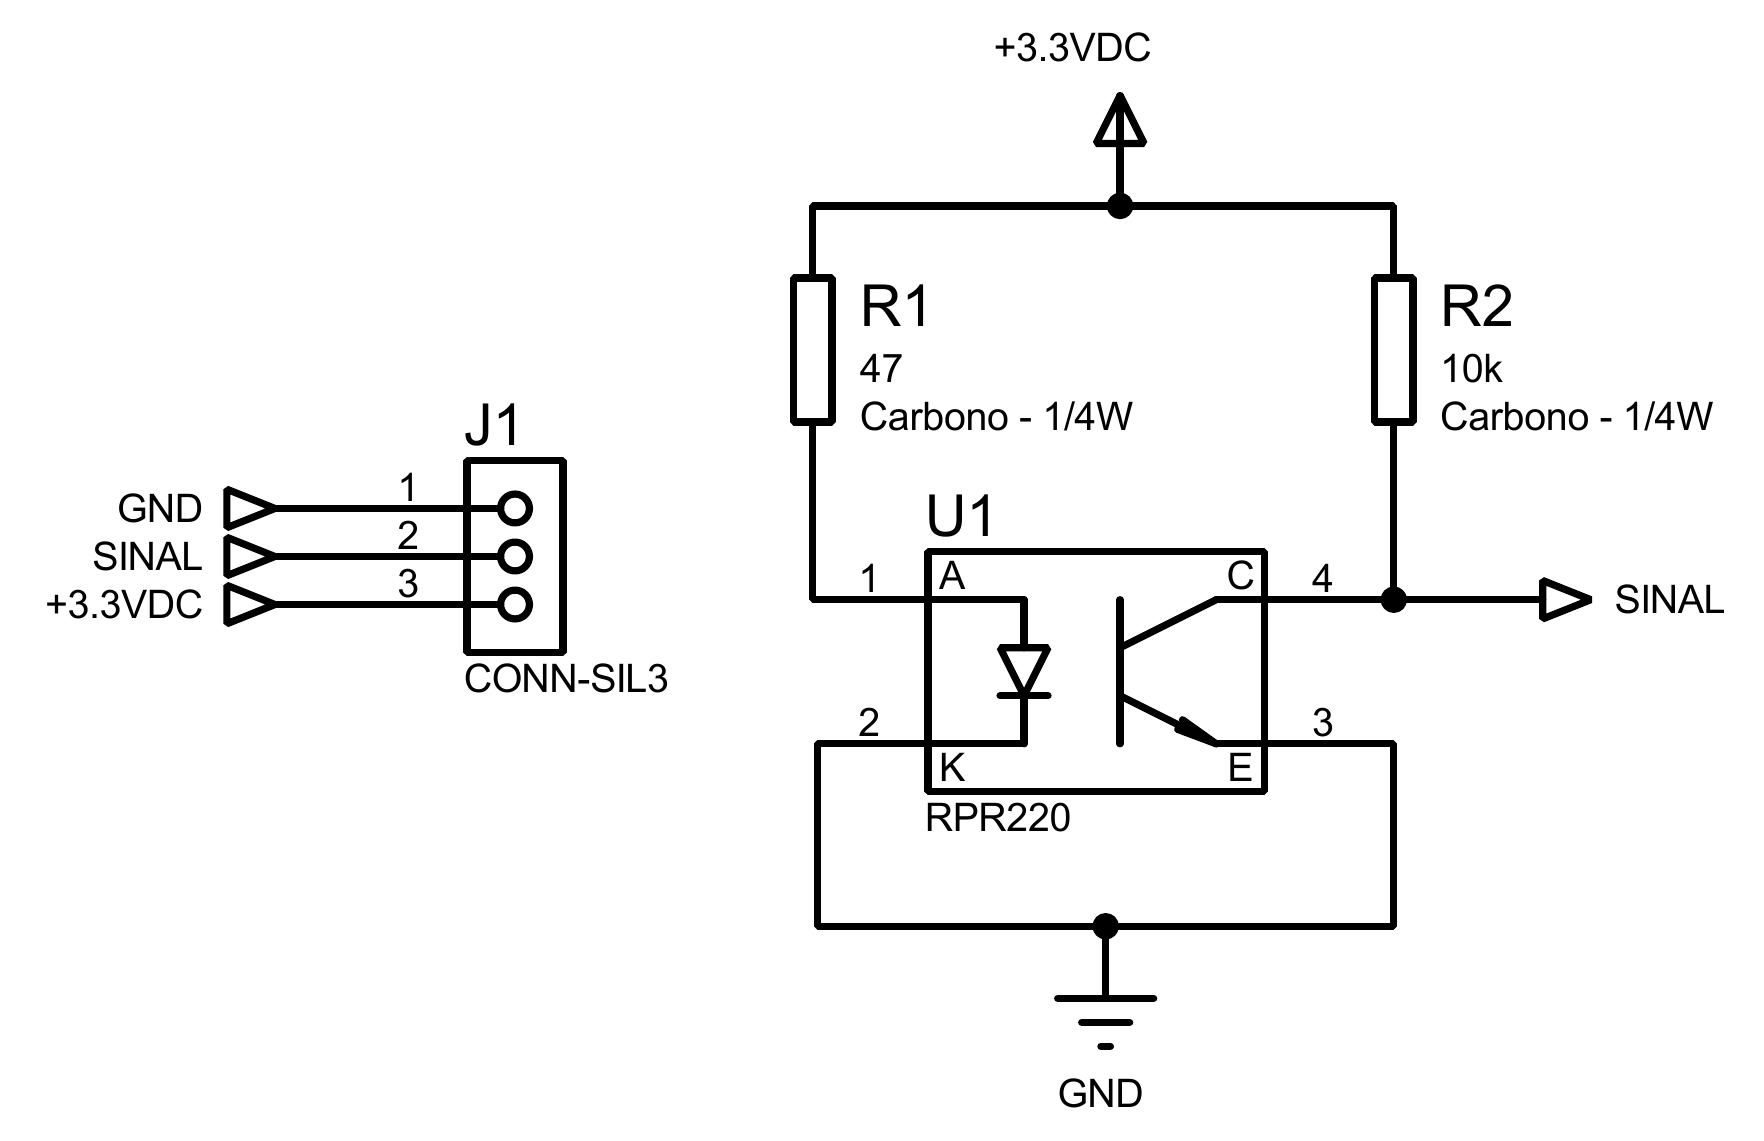 +3.3VDC
R1
47
Carbono - 1/4W
R2
10k
Carbono - 1/4W
J1
GND
1
SINAL
2
+3.3VDC
3
CONN-SIL3
U1
1
A
C
4
SINAL
2
K
E
3
RPR220
GND